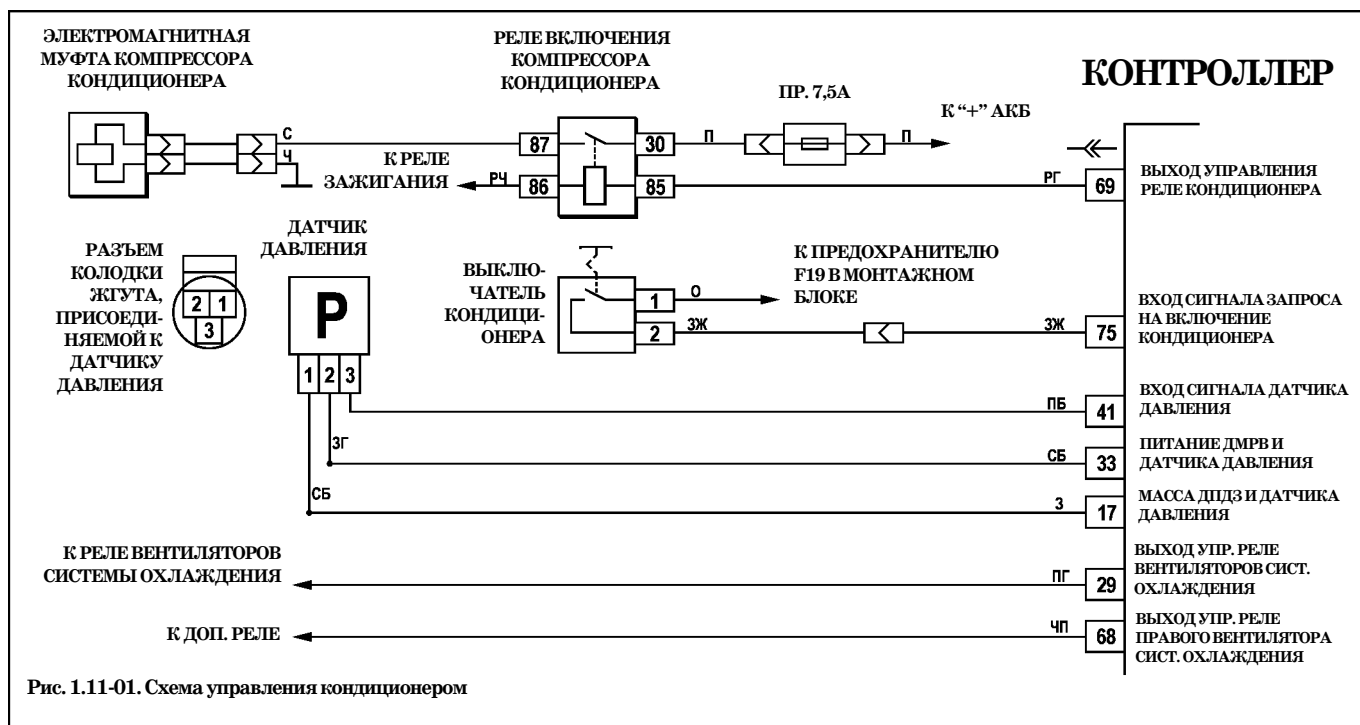 ЭЛЕКТРОМАГНИТНАЯ
МУФТА КОМПРЕССОРА
КОНДИЦИОНЕРА
РЕЛЕ ВКЛЮЧЕНИЯ
КОМПРЕССОРА
КОНДИЦИОНЕРА
ПР. 7,5А
К “+” АКБ
КОНТРОЛЛЕР
С
Ч
87
30
П
П
К РЕЛЕ
ЗАЖИГАНИЯ
РЧ
86
85
РГ
69
ВЫХОД УПРАВЛЕНИЯ
РЕЛЕ КОНДИЦИОНЕРА
РАЗЪЕМ
КОЛОДКИ
ЖГУТА,
ПРИСОЕДИ-
НЯЕМОЙ К
ДАТЧИКУ
ДАВЛЕНИЯ
2 1
3
ДАТЧИК
ДАВЛЕНИЯ
Р
1 2 3
ВЫКЛЮ-
ЧАТЕЛЬ
КОНДИЦИ-
ОНЕРА
1
О
К ПРЕДОХРАНИТЕЛЮ
F19 В МОНТАЖНОМ
БЛОКЕ
2
ЗЖ
ЗЖ
75
ВХОД СИГНАЛА ЗАПРОСА
НА ВКЛЮЧЕНИЕ
КОНДИЦИОНЕРА
ПБ
41
ВХОД СИГНАЛА ДАТЧИКА
ДАВЛЕНИЯ
ЗГ
СБ
33
ПИТАНИЕ ДМРВ И
ДАТЧИКА ДАВЛЕНИЯ
СБ
З
17
МАССА ДПДЗ И ДАТЧИКА
ДАВЛЕНИЯ
К РЕЛЕ ВЕНТИЛЯТОРОВ
СИСТЕМЫ ОХЛАЖДЕНИЯ
ПГ
29
ВЫХОД УПР. РЕЛЕ
ВЕНТИЛЯТОРОВ СИСТ.
ОХЛАЖДЕНИЯ
К ДОП. РЕЛЕ
ЧП
68
ВЫХОД УПР. РЕЛЕ
ПРАВОГО ВЕНТИЛЯТОРА
СИСТ. ОХЛАЖДЕНИЯ
Рис. 1.11-01. Схема управления кондиционером